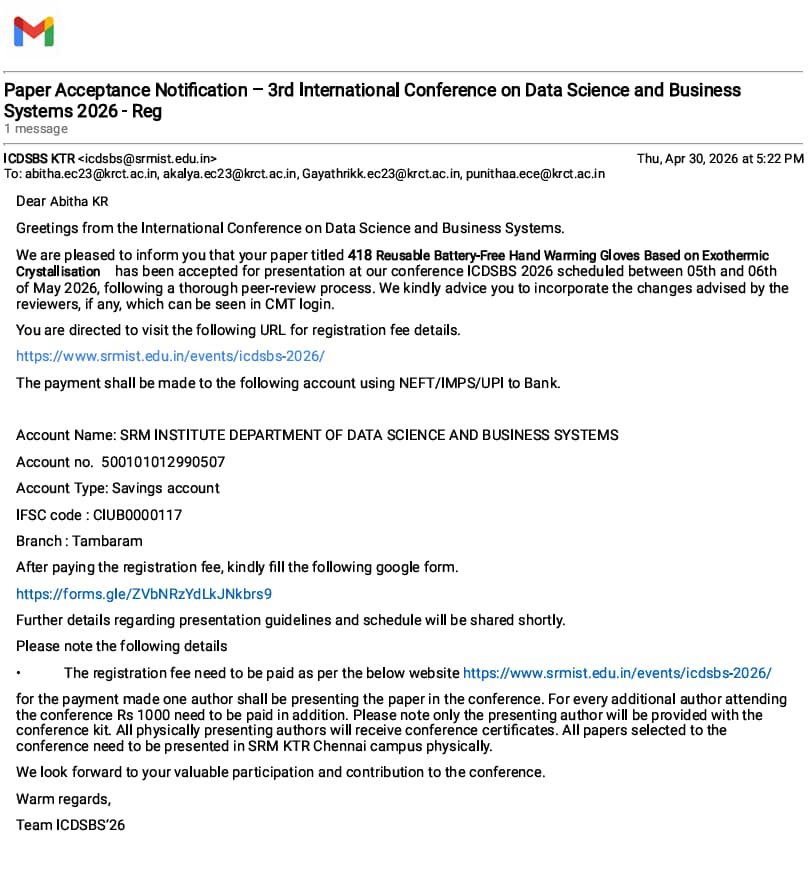 Paper Acceptance Notification – 3rd International Conference on Data Science and Business
Systems 2026 - Reg
1 message
ICDSBS KTR <icdsbs@srmist.edu.in>
Thu, Apr 30, 2026 at 5:22 PM
To: abitha.ec23@krct.ac.in, akalya.ec23@krct.ac.in, Gayathrikk.ec23@krct.ac.in, punithaa.ece@krct.ac.in
Dear Abitha KR
Greetings from the International Conference on Data Science and Business Systems.
We are pleased to inform you that your paper titled 418 Reusable Battery-Free Hand Warming Gloves Based on Exothermic
Crystallisation has been accepted for presentation at our conference ICDSBS 2026 scheduled between 05th and 06th
of May 2026, following a thorough peer-review process. We kindly advice you to incorporate the changes advised by the
reviewers, if any, which can be seen in CMT login.
You are directed to visit the following URL for registration fee details.
https://www.srmist.edu.in/events/icdsbs-2026/
The payment shall be made to the following account using NEFT/IMPS/UPI to Bank.
Account Name: SRM INSTITUTE DEPARTMENT OF DATA SCIENCE AND BUSINESS SYSTEMS
Account no. 500101012990507
Account Type: Savings account
IFSC code : CIUB0000117
Branch : Tambaram
After paying the registration fee, kindly fill the following google form.
https://forms.gle/ZVbNRzYdLkJNkbrs9
Further details regarding presentation guidelines and schedule will be shared shortly.
Please note the following details
• The registration fee need to be paid as per the below website https://www.srmist.edu.in/events/icdsbs-2026/
for the payment made one author shall be presenting the paper in the conference. For every additional author attending
the conference Rs 1000 need to be paid in addition. Please note only the presenting author will be provided with the
conference kit. All physically presenting authors will receive conference certificates. All papers selected to the
conference need to be presented in SRM KTR Chennai campus physically.
We look forward to your valuable participation and contribution to the conference.
Warm regards,
Team ICDSBS’26